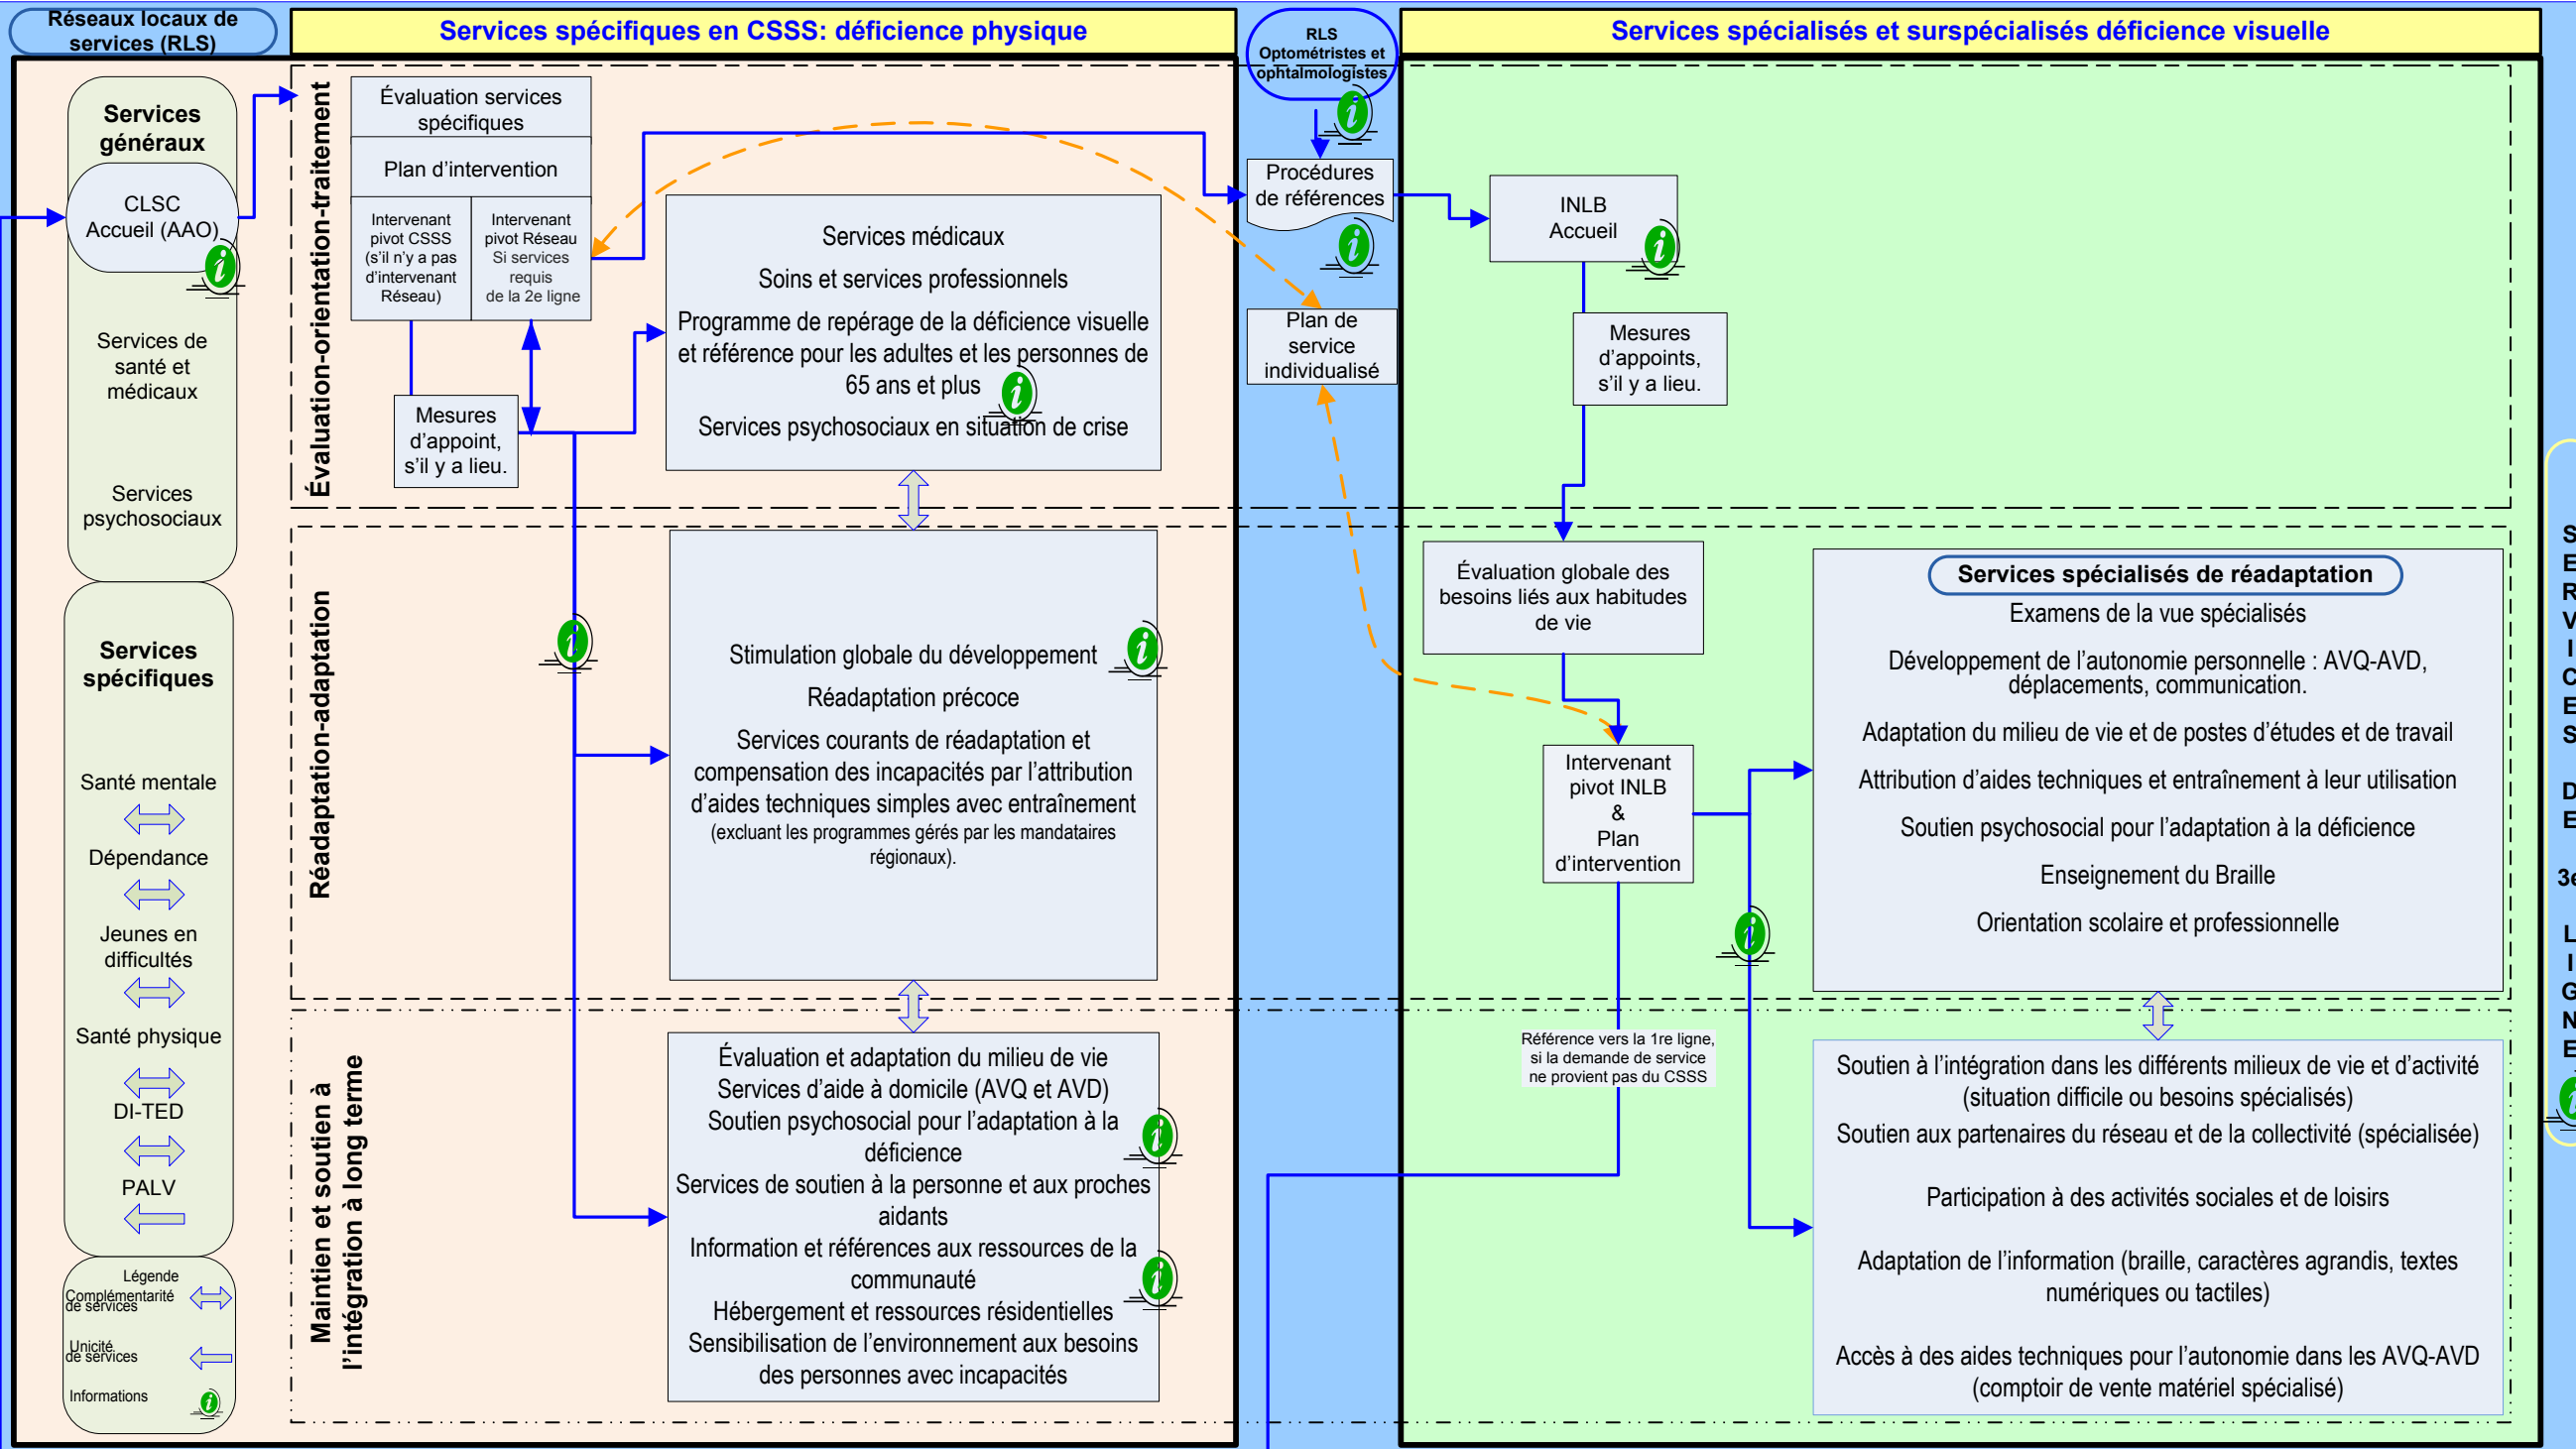 Réseaux locaux de
services (RLS)
Services spécifiques en CSSS: déficience physique
RLS
Optométristes et
ophtalmologistes
Services spécialisés et surspécialisés déficience visuelle
Services
généraux
CLSC
Accueil (AAO)
Services de
santé et
médicaux
Services
psychosociaux
Services
spécifiques
Santé mentale
Dépendance
Jeunes en
difficultés
Santé physique
DI-TED
PALV
Légende
Complémentarité
de services
Unicité
de services
Informations
Évaluation-orientation-traitement
Évaluation services
spécifiques
Plan d'intervention
Intervenant
pivot CSSS
(s'il n'y a pas
d'intervenant
Réseau)
Intervenant
pivot Réseau
Si services
requis
de la 2e ligne
Mesures
d'appoint,
s'il y a lieu.
Services médicaux
Soins et services professionnels
Programme de repérage de la déficience visuelle
et référence pour les adultes et les personnes de
65 ans et plus
Services psychosociaux en situation de crise
Procédures
de références
Plan de
service
individualisé
INLB
Accueil
Mesures
d'appoints,
s'il y a lieu.
Réadaptation-adaptation
Stimulation globale du développement
Réadaptation précoce
Services courants de réadaptation et
compensation des incapacités par l'attribution
d'aides techniques simples avec entraînement
(excluant les programmes gérés par les mandataires
régionaux).
Évaluation globale des
besoins liés aux habitudes
de vie
Intervenant
pivot INLB
&
Plan
d'intervention
Services spécialisés de réadaptation
Examens de la vue spécialisés
Développement de l'autonomie personnelle : AVQ-AVD,
déplacements, communication.
Adaptation du milieu de vie et de postes d'études et de travail
Attribution d'aides techniques et entraînement à leur utilisation
Soutien psychosocial pour l'adaptation à la déficience
Enseignement du Braille
Orientation scolaire et professionnelle
Maintien et soutien à
l'intégration à long terme
Évaluation et adaptation du milieu de vie
Services d'aide à domicile (AVQ et AVD)
Soutien psychosocial pour l'adaptation à la
déficience
Services de soutien à la personne et aux proches
aidants
Information et références aux ressources de la
communauté
Hébergement et ressources résidentielles
Sensibilisation de l'environnement aux besoins
des personnes avec incapacités
Référence vers la 1re ligne,
si la demande de service
ne provient pas du CSSS
Soutien à l'intégration dans les différents milieux de vie et d'activité
(situation difficile ou besoins spécialisés)
Soutien aux partenaires du réseau et de la collectivité (spécialisée)
Participation à des activités sociales et de loisirs
Adaptation de l'information (braille, caractères agrandis, textes
numériques ou tactiles)
Accès à des aides techniques pour l'autonomie dans les AVQ-AVD
(comptoir de vente matériel spécialisé)
S
E
R
V
I
C
E
S
D
E
3e
L
I
G
N
E